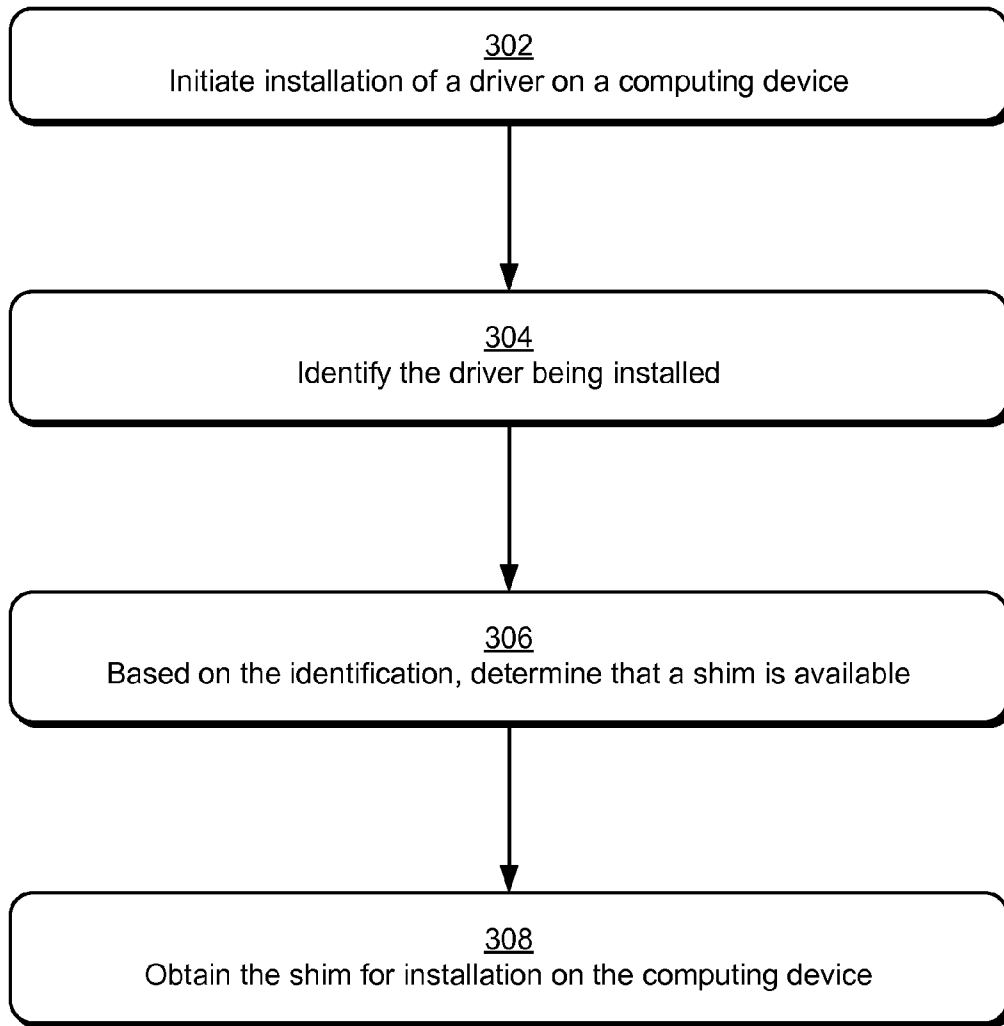 302
Initiate installation of a driver on a computing device
304
Identify the driver being installed
306
Based on the identification, determine that a shim is available
308
Obtain the shim for installation on the computing device